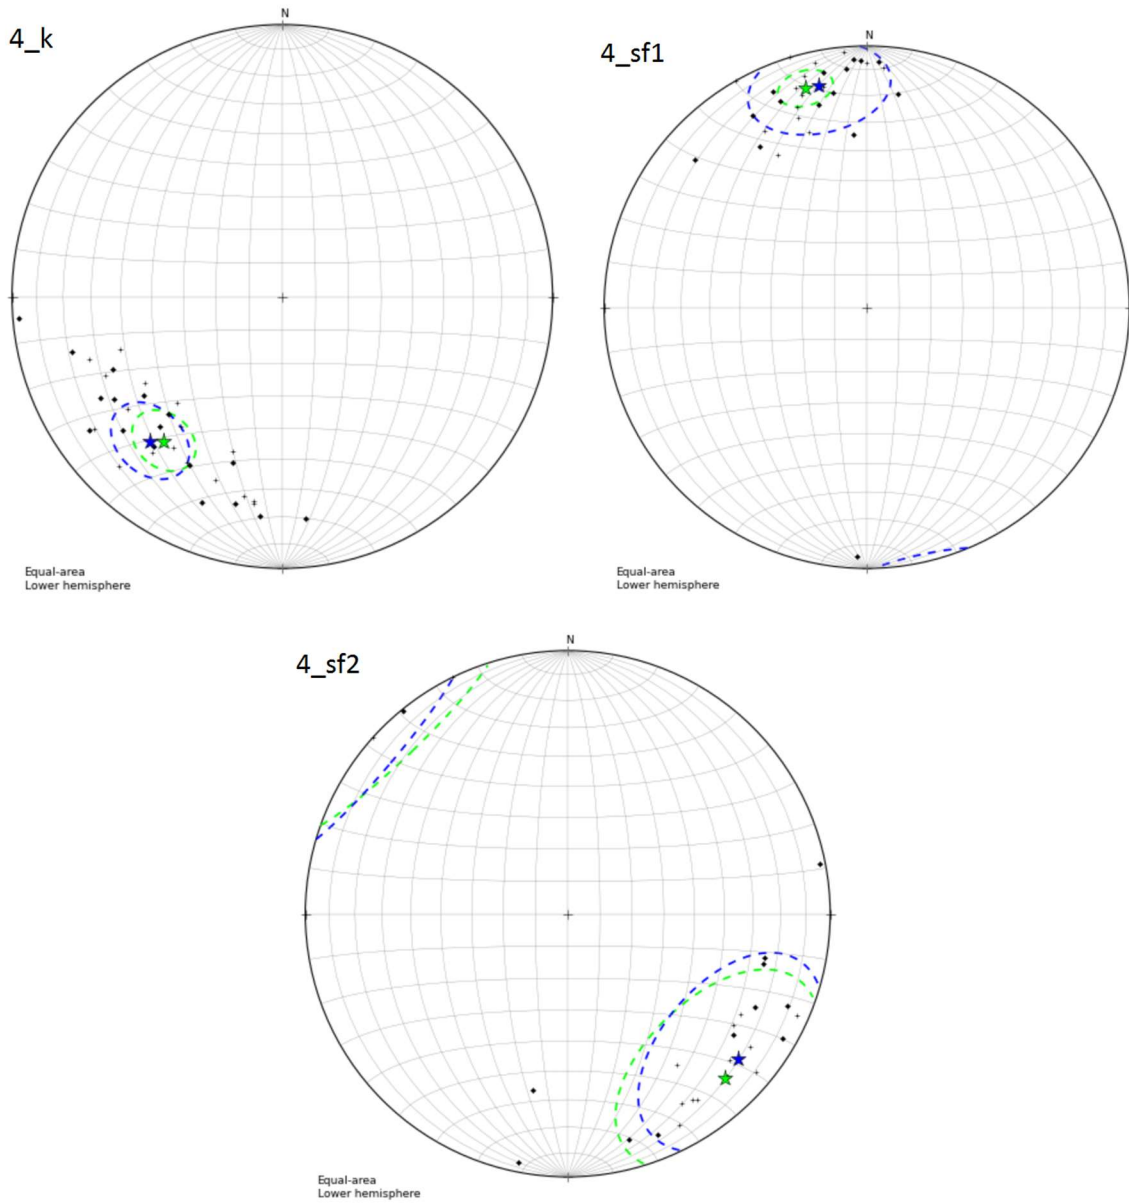 4_k
N
Equal-area
Lower hemisphere
4_sf1
N
Equal-area
Lower hemisphere
4_sf2
N
Equal-area
Lower hemisphere